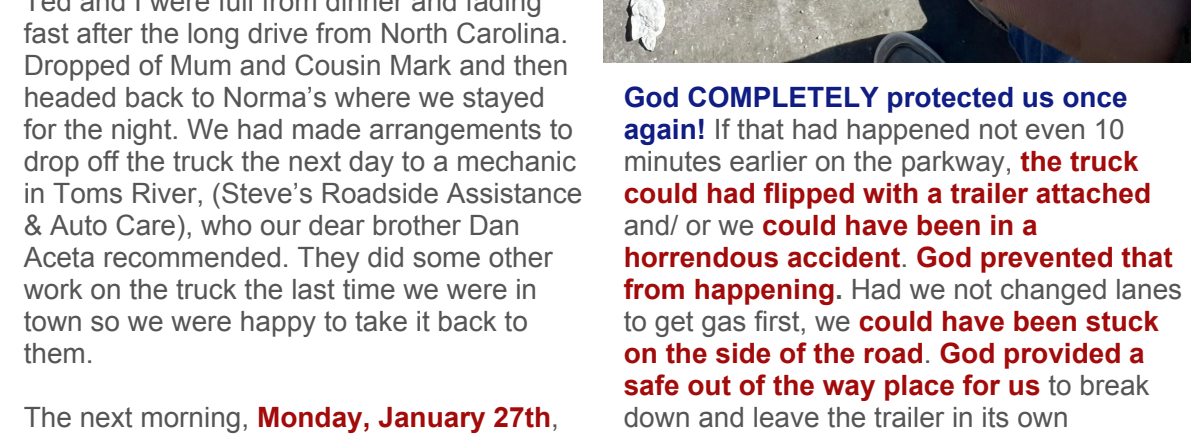 Ted and I were full from dinner and fading
fast after the long drive from North Carolina.
Dropped of Mum and Cousin Mark and then
headed back to Norma’s where we stayed
for the night. We had made arrangements to
drop off the truck the next day to a mechanic
in Toms River, (Steve’s Roadside Assistance
& Auto Care), who our dear brother Dan
Aceta recommended. They did some other
work on the truck the last time we were in
town so we were happy to take it back to
them.
The next morning, Monday, January 27th,
God COMPLETELY protected us once
again! If that had happened not even 10
minutes earlier on the parkway, the truck
could had flipped with a trailer attached
and/ or we could have been in a
horrendous accident. God prevented that
from happening. Had we not changed lanes
to get gas first, we could have been stuck
on the side of the road. God provided a
safe out of the way place for us to break
down and leave the trailer in its own